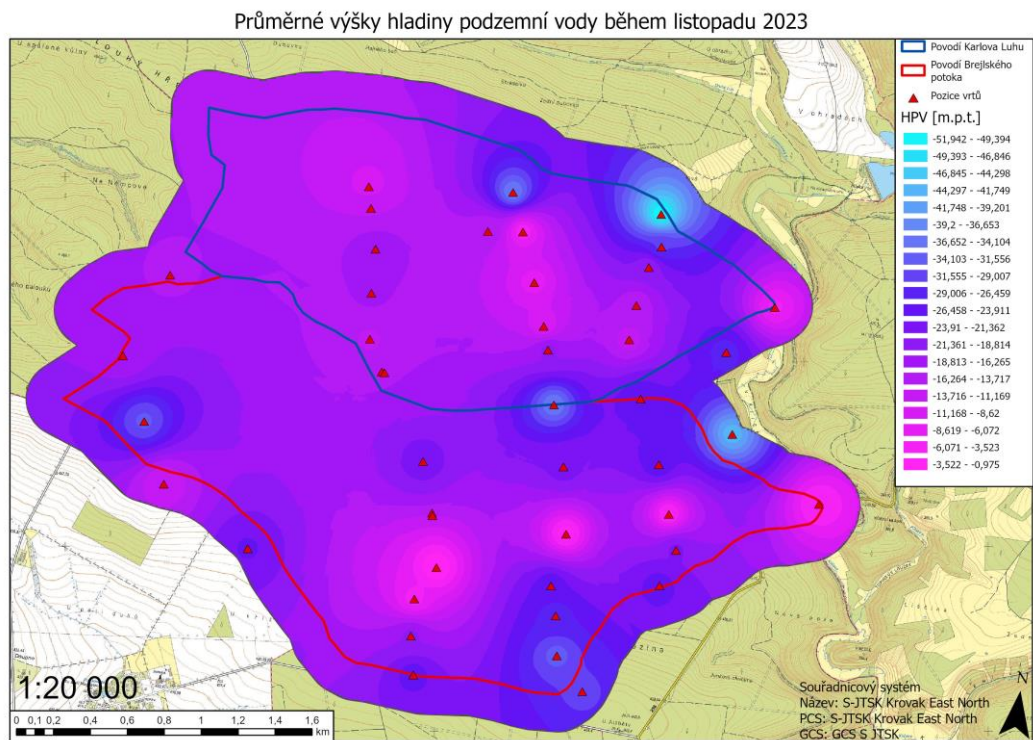 Průměrné výšky hladiny podzemní vody během listopadu 2023
Povodí Karlova Luhu
Povodí Brejlského
potoka
Pozice vrtů
HPV [m.p.t.]
-51,942 - -49,394
-49,393 - -46,846
-46,845 - -44,298
-44,297 - -41,749
-41,748 - -39,201
-39,2 - -36,653
-36,652 - -34,104
-34,103 - -31,556
-31,555 - -29,007
-29,006 - -26,459
-26,458 - -23,911
-23,91 - -21,362
-21,361 - -18,814
-18,813 - -16,265
-16,264 - -13,717
-13,716 - -11,169
-11,168 - -8,62
-8,619 - -6,072
-6,071 - -3,523
-3,522 - -0,975
V ohradách
Na Němpova
1:20 000
0 0,1 0,2 0,4 0,6 0,8 1 1,2 1,4 1,6
km
Souřadnicový systém
Název: S-JTSK Krovak East North
PCS: S-JTSK Krovak East North
GCS: GCS S JTSK
N